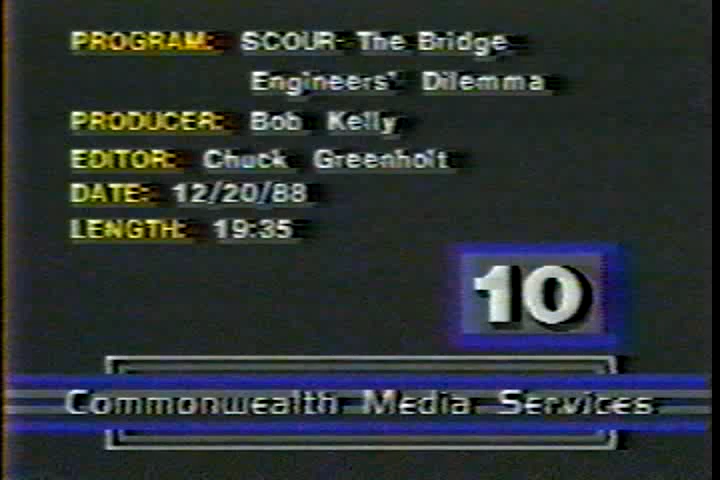 PROGRAM: SCOUR- The Bridge
Engineers' Dilemma
PRODUCER: Bob Kelly
EDITOR: Chuck Greenholt
DATE: 12/20/88
LENGTH: 19:35
10
Commonwealth Media Services